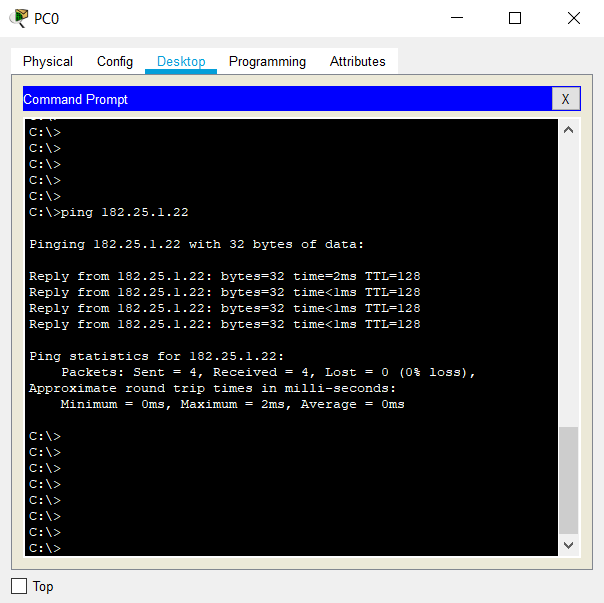 PC0
Physical Config Desktop Programming Attributes
Command Prompt X
C:\>
C:\>
C:\>
C:\>
C:\>
C:\>ping 182.25.1.22
Pinging 182.25.1.22 with 32 bytes of data:
Reply from 182.25.1.22: bytes=32 time=2ms TTL=128
Reply from 182.25.1.22: bytes=32 time<1ms TTL=128
Reply from 182.25.1.22: bytes=32 time<1ms TTL=128
Reply from 182.25.1.22: bytes=32 time<1ms TTL=128
Ping statistics for 182.25.1.22:
Packets: Sent = 4, Received = 4, Lost = 0 (0% loss),
Approximate round trip times in milli-seconds:
Minimum = 0ms, Maximum = 2ms, Average = 0ms
C:\>
C:\>
C:\>
C:\>
C:\>
C:\>
C:\>
C:\>
Top